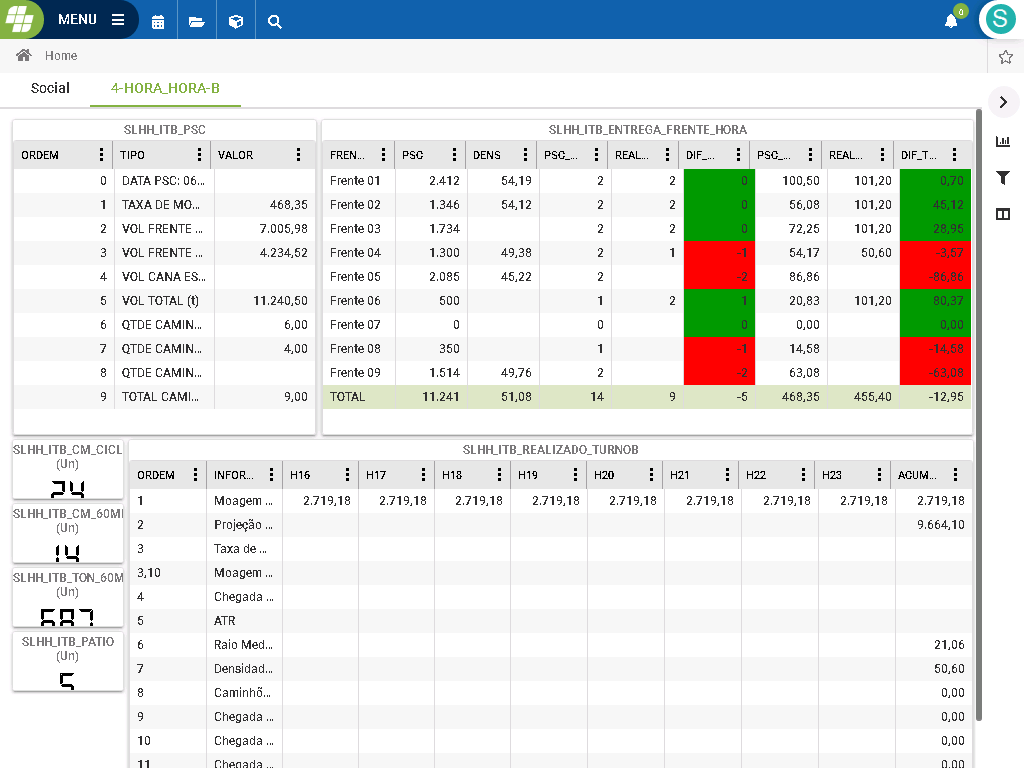 MENU
0
S
Home
Social 4-HORA_HORA-B
SLHH_ITB_PSC
ORDEM TIPO VALOR
0 DATA PSC: 06...
1 TAXA DE MO... 468,35
2 VOL FRENTE ... 7.005,98
3 VOL FRENTE ... 4.234,52
4 VOL CANA ES...
5 VOL TOTAL (t) 11.240,50
6 QTDE CAMIN... 6,00
7 QTDE CAMIN... 4,00
8 QTDE CAMIN...
9 TOTAL CAMI... 9,00
SLHH_ITB_ENTREGA_FRENTE_HORA
FREN... PSC DENS PSC_... REAL... DIF_... PSC_... REAL... DIF_T...
Frente 01 2.412 54,19 2 2 0 100,50 101,20 0,70
Frente 02 1.346 54,12 2 2 0 56,08 101,20 45,12
Frente 03 1.734 2 2 0 72,25 101,20 28,95
Frente 04 1.300 49,38 2 1 -1 54,17 50,60 -3,57
Frente 05 2.085 45,22 2 -2 86,86 -86,86
Frente 06 500 1 2 1 20,83 101,20 80,37
Frente 07 0 0 0 0,00 0,00
Frente 08 350 1 -1 14,58 -14,58
Frente 09 1.514 49,76 2 -2 63,08 -63,08
TOTAL 11.241 51,08 14 9 -5 468,35 455,40 -12,95
SLHH_ITB_CM_CICL
(Un)
24
SLHH_ITB_CM_60MI
(Un)
14
SLHH_ITB_TON_60M
(Un)
687
SLHH_ITB_PATIO
(Un)
5
SLHH_ITB_REALIZADO_TURNOB
ORDEM INFOR... H16 H17 H18 H19 H20 H21 H22 H23 ACUM...
1 Moagem ... 2.719,18 2.719,18 2.719,18 2.719,18 2.719,18 2.719,18 2.719,18 2.719,18 2.719,18
2 Projeção ... 9.664,10
3 Taxa de ...
3,10 Moagem ...
4 Chegada ...
5 ATR
6 Raio Med... 21,06
7 Densidad... 50,60
8 Caminhõ... 0,00
9 Chegada ... 0,00
10 Chegada ... 0,00
11 Chegada ... 0,00